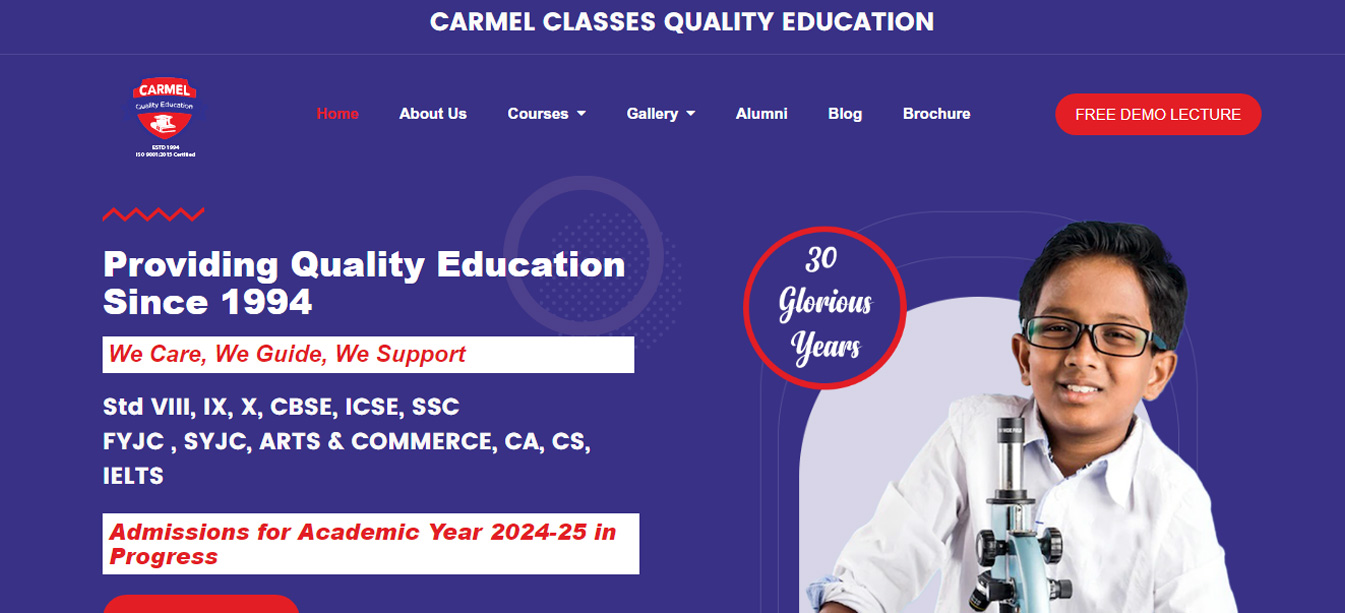 CARMEL CLASSES QUALITY EDUCATION
CARMEL
Quality Education
ESTD 1994
ISO 9001:2015 Certified
Home About Us Courses Gallery Alumni Blog Brochure FREE DEMO LECTURE
Providing Quality Education
Since 1994
We Care, We Guide, We Support
Std VIII, IX, X, CBSE, ICSE, SSC
FYJC , SYJC, ARTS & COMMERCE, CA, CS,
IELTS
Admissions for Academic Year 2024-25 in
Progress
30
Glorious
Years